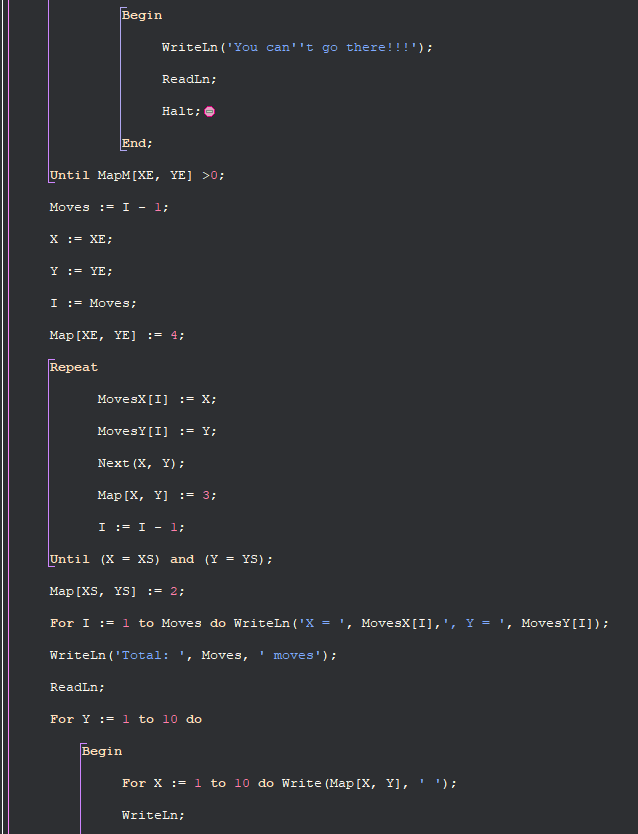 Begin
WriteLn('You can''t go there!!!');
ReadLn;
Halt;
End;
Until MapM[XE, YE] >0;
Moves := I - 1;
X := XE;
Y := YE;
I := Moves;
Map[XE, YE] := 4;
Repeat
MovesX[I] := X;
MovesY[I] := Y;
Next(X, Y);
Map[X, Y] := 3;
I := I - 1;
Until (X = XS) and (Y = YS);
Map[XS, YS] := 2;
For I := 1 to Moves do WriteLn('X = ', MovesX[I],', Y = ', MovesY[I]);
WriteLn('Total: ', Moves, ' moves');
ReadLn;
For Y := 1 to 10 do
Begin
For X := 1 to 10 do Write(Map[X, Y], ' ');
WriteLn;